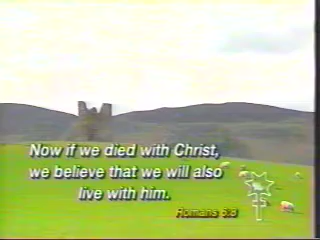 Now if we died with Christ,
we believe that we will also
live with him.
Romans 6:8